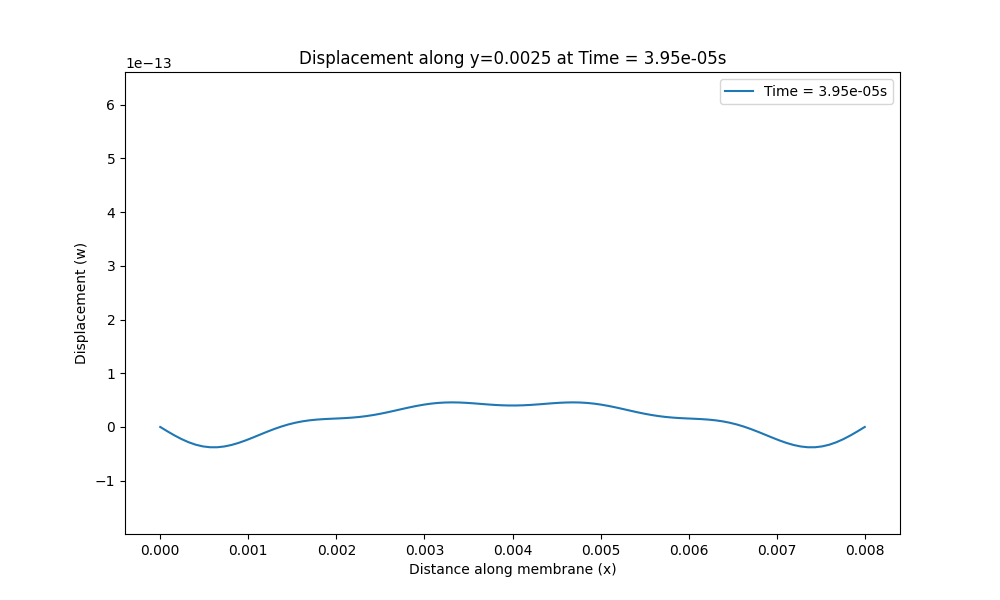 Displacement along y=0.0025 at Time = 3.95e-05s
1e−13
Time = 3.95e-05s
6
5
4
3
2
1
0
−1
Displacement (w)
0.000 0.001 0.002 0.003 0.004 0.005 0.006 0.007 0.008
Distance along membrane (x)